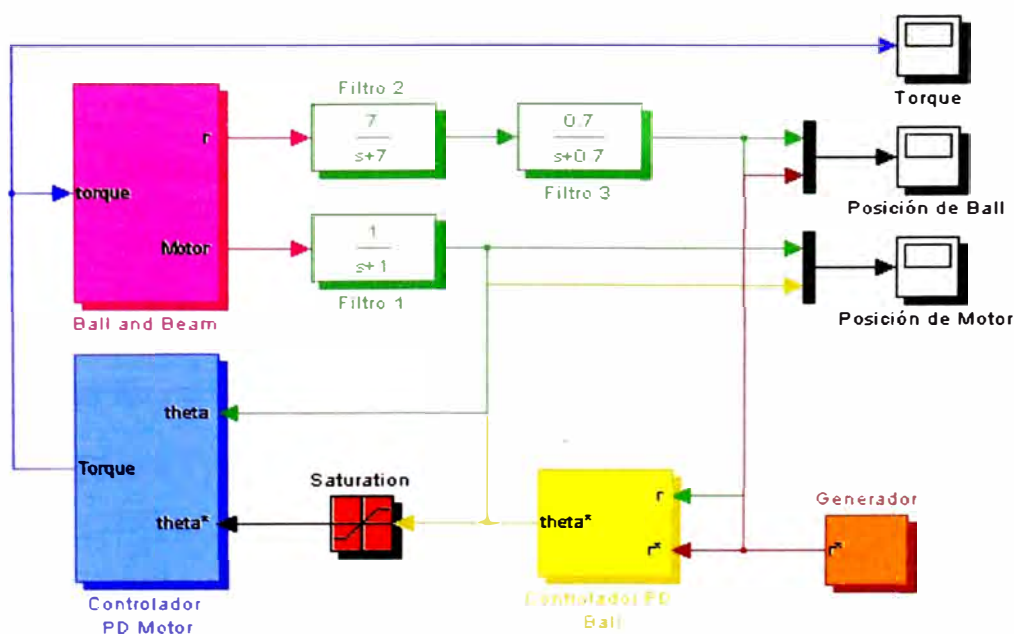 Torque
Filtro 2
7
s+7
0.7
s+0.7
Filtro 3
r
torque
Motor
Ball and Beam
1
s+1
Filtro 1
Posición de Ball
Posición de Motor
theta
Torque
theta*
Controlador
PD Motor
Saturation
r
theta*
r*
Controlador PD
Ball
Generador
r*